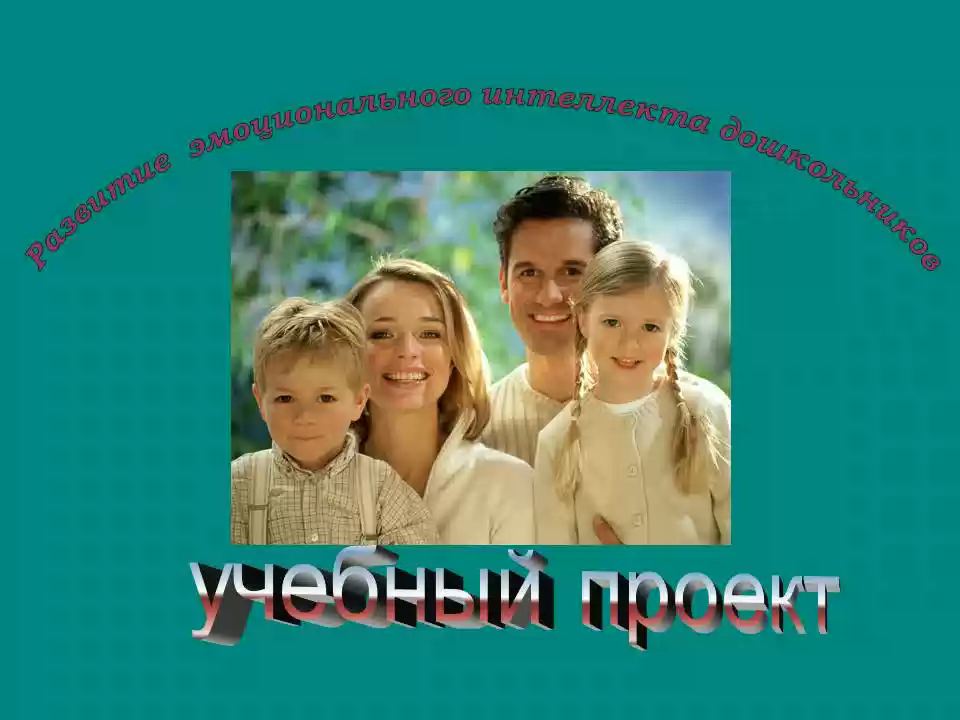 Развитие эмоционального интеллекта дошкольников
учебный проект